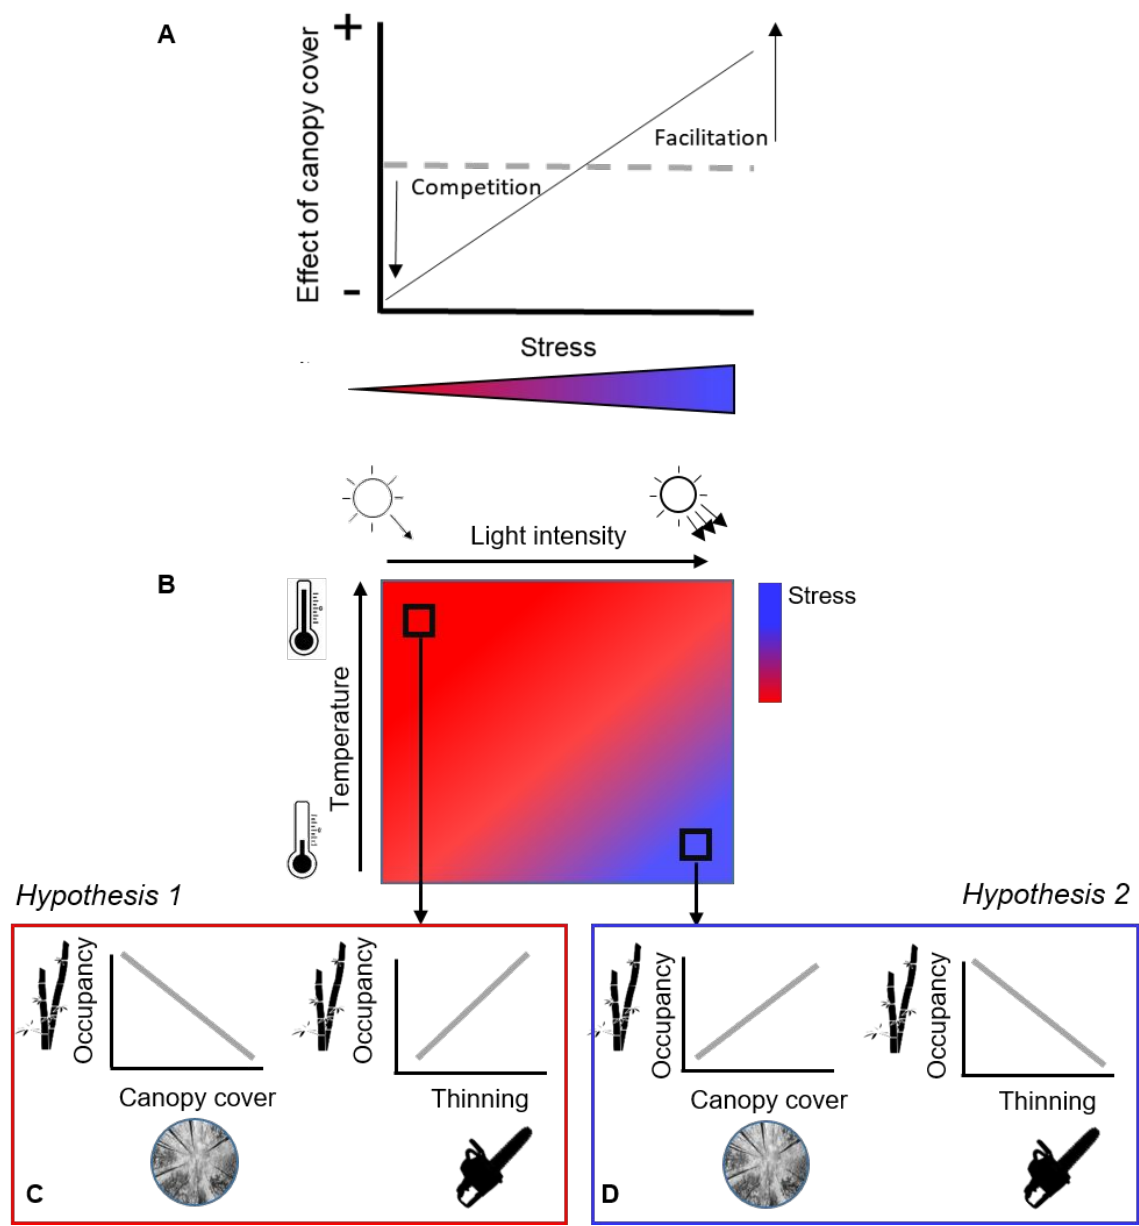 A
+
Effect of canopy cover
Facilitation
Competition
-
Stress
Light intensity
B
Stress
Temperature
Hypothesis 1
Hypothesis 2
Occupancy
Canopy cover
Occupancy
Thinning
C
Occupancy
Canopy cover
Occupancy
Thinning
D